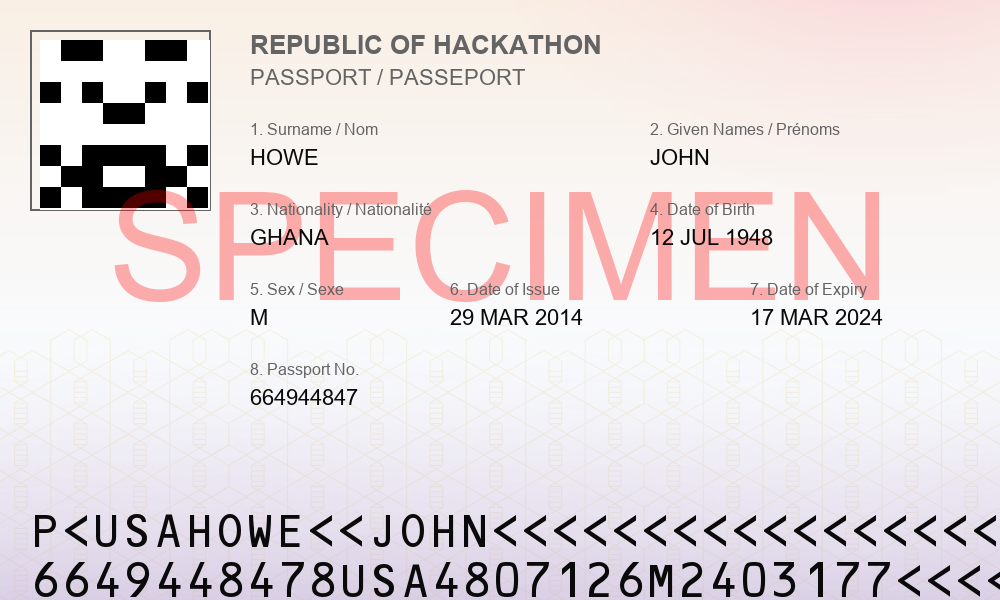 REPUBLIC OF HACKATHON
PASSPORT / PASSEPORT
1. Surname / Nom
2. Given Names / Prénoms
HOWE
JOHN
SPECIMEN
3. Nationality / Nationalité
4. Date of Birth
GHANA
12 JUL 1948
5. Sex / Sexe
6. Date of Issue
7. Date of Expiry
M
29 MAR 2014
17 MAR 2024
8. Passport No.
664944847
P<USAHOWE<<JOHN<<<<<<<<<<<<<<<<<
6649448478USA4807126M2403177<<<<